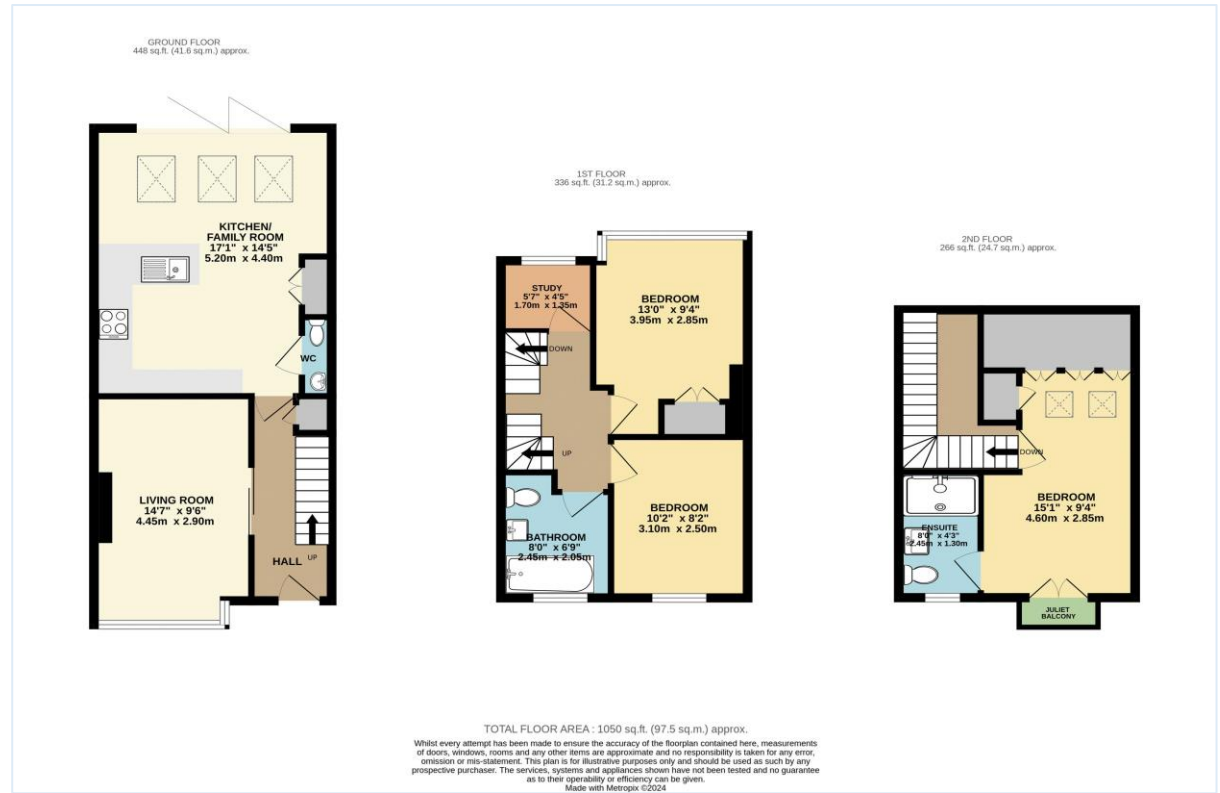 GROUND FLOOR
448 sq.ft. (41.6 sq.m.) approx.
KITCHEN/
FAMILY ROOM
17'1" x 14'5"
5.20m x 4.40m
WC
LIVING ROOM
14'7" x 9'6"
4.45m x 2.90m
HALL
UP
1ST FLOOR
336 sq.ft. (31.2 sq.m.) approx.
STUDY
5'7" x 4'5"
1.70m x 1.35m
BEDROOM
13'0" x 9'4"
3.95m x 2.85m
DOWN
UP
BATHROOM
8'0" x 6'9"
2.45m x 2.05m
BEDROOM
10'2" x 8'2"
3.10m x 2.50m
2ND FLOOR
266 sq.ft. (24.7 sq.m.) approx.
DOWN
BEDROOM
15'1" x 9'4"
4.60m x 2.85m
ENSUITE
8'0" x 4'3"
2.45m x 1.30m
JULIET
BALCONY
TOTAL FLOOR AREA : 1050 sq.ft. (97.5 sq.m.) approx.
Whilst every attempt has been made to ensure the accuracy of the floorplan contained here, measurements
of doors, windows, rooms and any other items are approximate and no responsibility is taken for any error,
omission or mis-statement. This plan is for illustrative purposes only and should be used as such by any
prospective purchaser. The services, systems and appliances shown have not been tested and no guarantee
as to their operability or efficiency can be given.
Made with Metropix ©2024